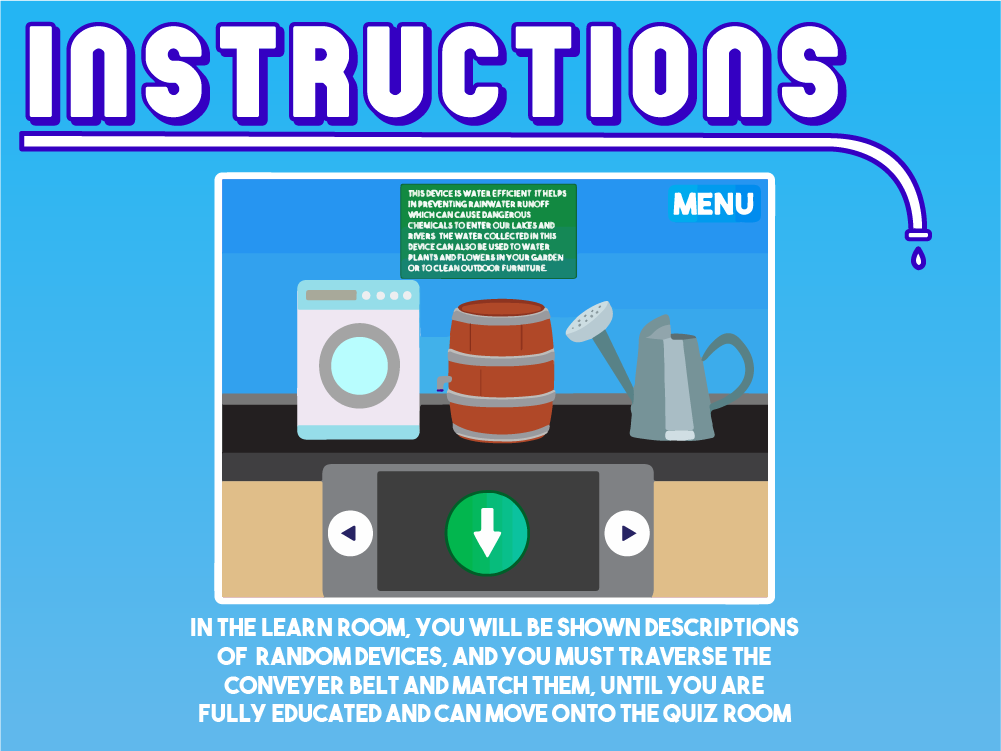 INSTRUCTIONS
THIS DEVICE IS WATER EFFICIENT IT HELPS
IN PREVENTING RAINWATER RUNOFF
WHICH CAN CAUSE DANGEROUS
CHEMICALS TO ENTER OUR LAKES AND
RIVERS THE WATER COLLECTED IN THIS
DEVICE CAN ALSO BE USED TO WATER
PLANTS AND FLOWERS IN YOUR GARDEN
OR TO CLEAN OUTDOOR FURNITURE.
MENU
IN THE LEARN ROOM, YOU WILL BE SHOWN DESCRIPTIONS
OF RANDOM DEVICES, AND YOU MUST TRAVERSE THE
CONVEYER BELT AND MATCH THEM, UNTIL YOU ARE
FULLY EDUCATED AND CAN MOVE ONTO THE QUIZ ROOM